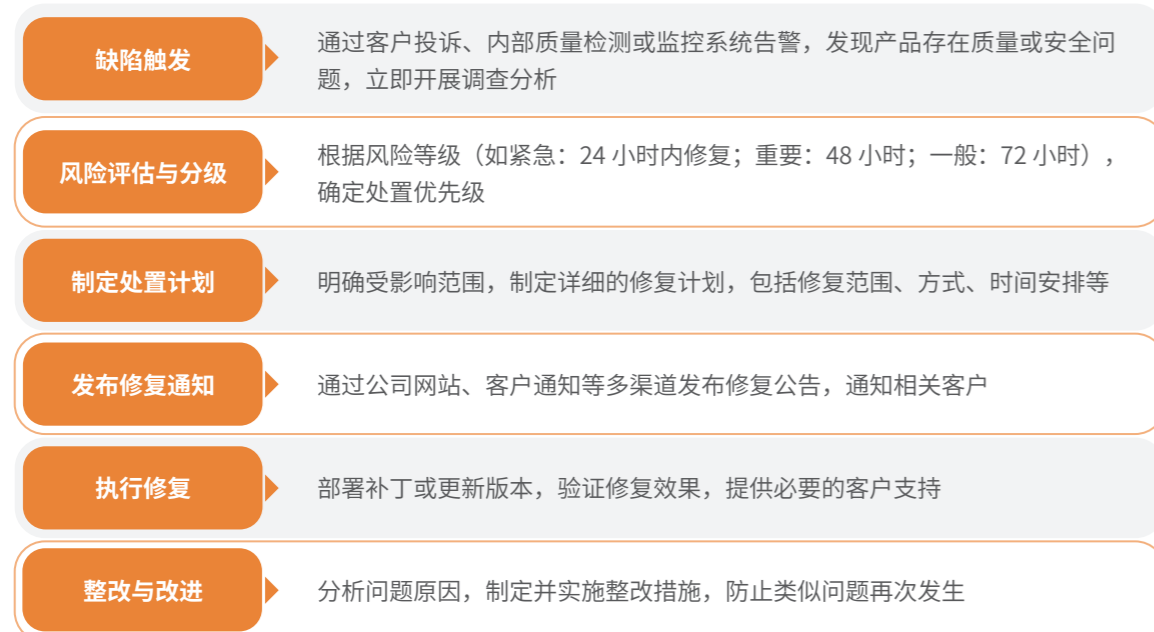 缺陷触发
通过客户投诉、内部质量检测或监控系统告警，发现产品存在质量或安全问
题，立即开展调查分析
风险评估与分级
根据风险等级（如紧急：24 小时内修复；重要：48 小时；一般：72 小时），
确定处置优先级
制定处置计划
明确受影响范围，制定详细的修复计划，包括修复范围、方式、时间安排等
发布修复通知
通过公司网站、客户通知等多渠道发布修复公告，通知相关客户
执行修复
部署补丁或更新版本，验证修复效果，提供必要的客户支持
整改与改进
分析问题原因，制定并实施整改措施，防止类似问题再次发生